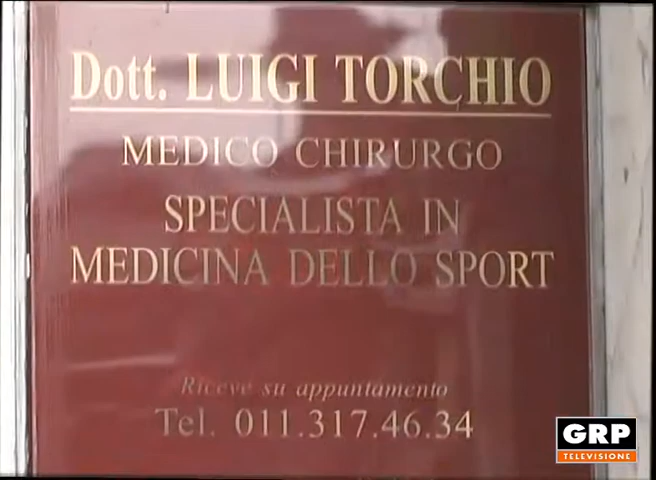 Dott. LUIGI TORCHIO
MEDICO CHIRURGO
SPECIALISTA IN
MEDICINA DELLO SPORT
Riceve su appuntamento
Tel. 011.317.46.34
GRP
TELEVISIONE